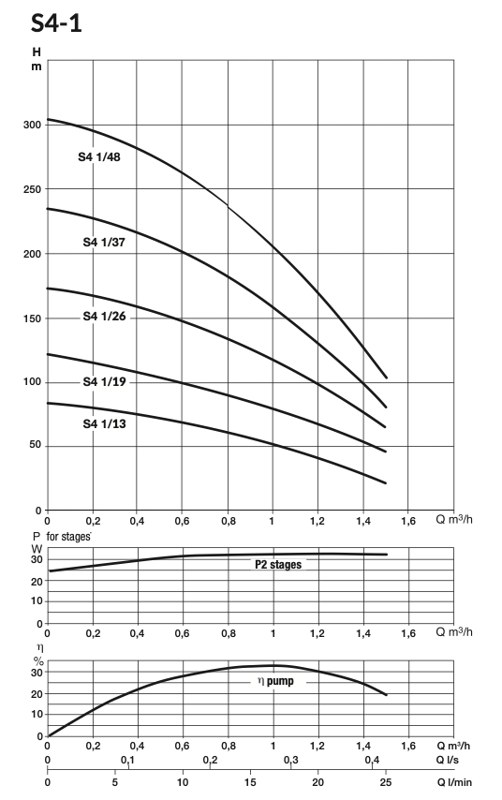 S4-1
H
m
300
S4 1/48
250
S4 1/37
200
S4 1/26
150
S4 1/19
100
S4 1/13
50
0
0 0,2 0,4 0,6 0,8 1 1,2 1,4 1,6 Q m³/h
P for stages
W
30
P2 stages
20
10
0
0 0,2 0,4 0,6 0,8 1 1,2 1,4 1,6 Q m³/h
η
%
30
η pump
20
10
0
0 0,2 0,4 0,6 0,8 1 1,2 1,4 1,6 Q m³/h
0 0,1 0,2 0,3 0,4 Q l/s
0 5 10 15 20 25 Q l/min